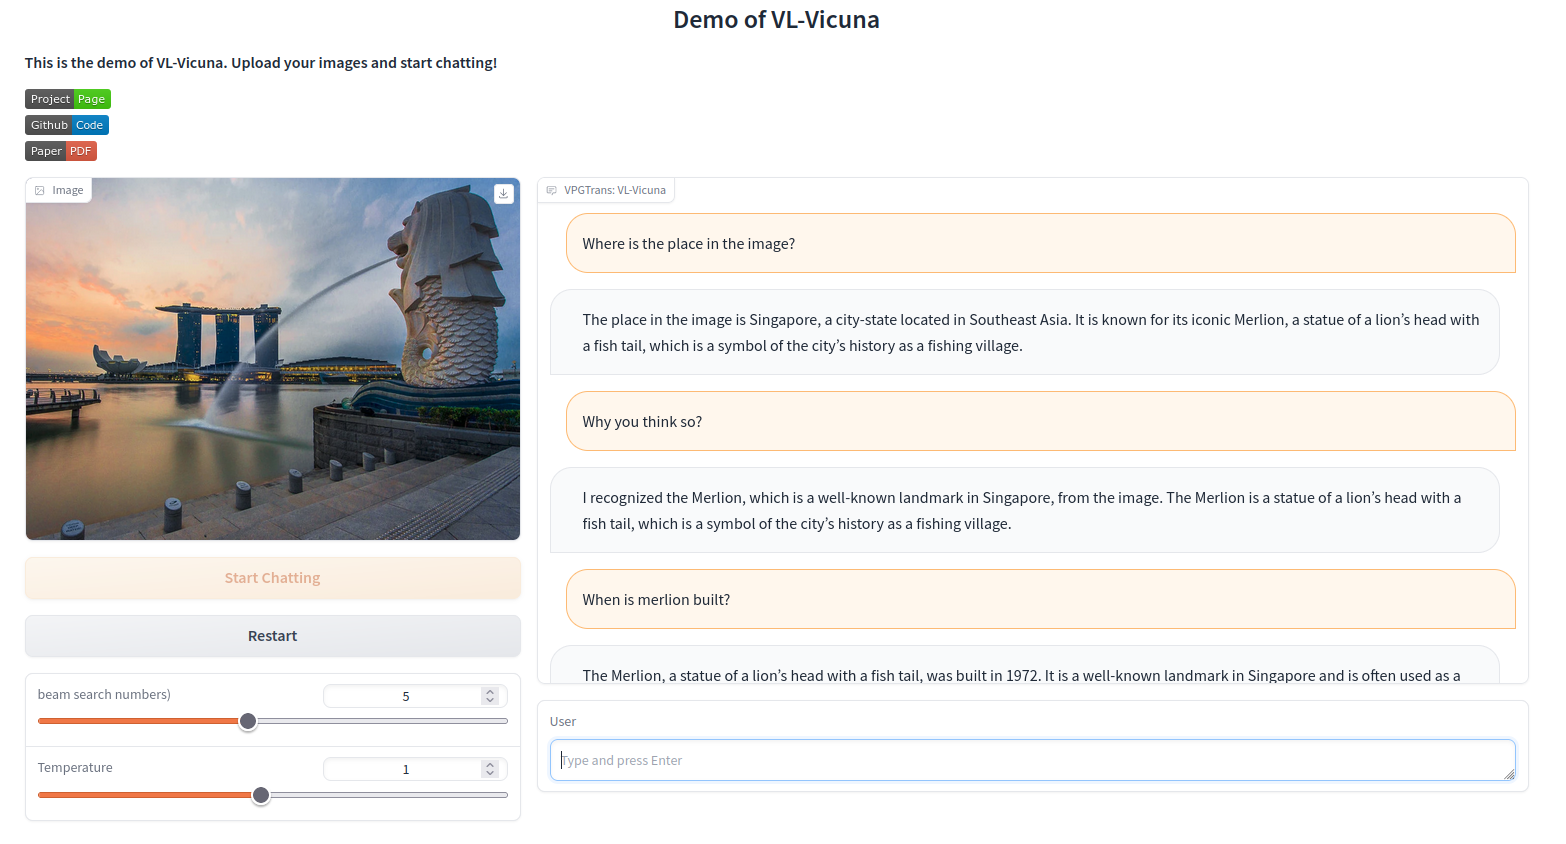 Demo of VL-Vicuna
This is the demo of VL-Vicuna. Upload your images and start chatting!
Project Page
Github Code
Paper PDF
Image
Start Chatting
Restart
beam search numbers)
5
Temperature
1
VPGTrans: VL-Vicuna
Where is the place in the image?
The place in the image is Singapore, a city-state located in Southeast Asia. It is known for its iconic Merlion, a statue of a lion’s head with
a fish tail, which is a symbol of the city’s history as a fishing village.
Why you think so?
I recognized the Merlion, which is a well-known landmark in Singapore, from the image. The Merlion is a statue of a lion’s head with a
fish tail, which is a symbol of the city’s history as a fishing village.
When is merlion built?
The Merlion, a statue of a lion’s head with a fish tail, was built in 1972. It is a well-known landmark in Singapore and is often used as a
User
Type and press Enter